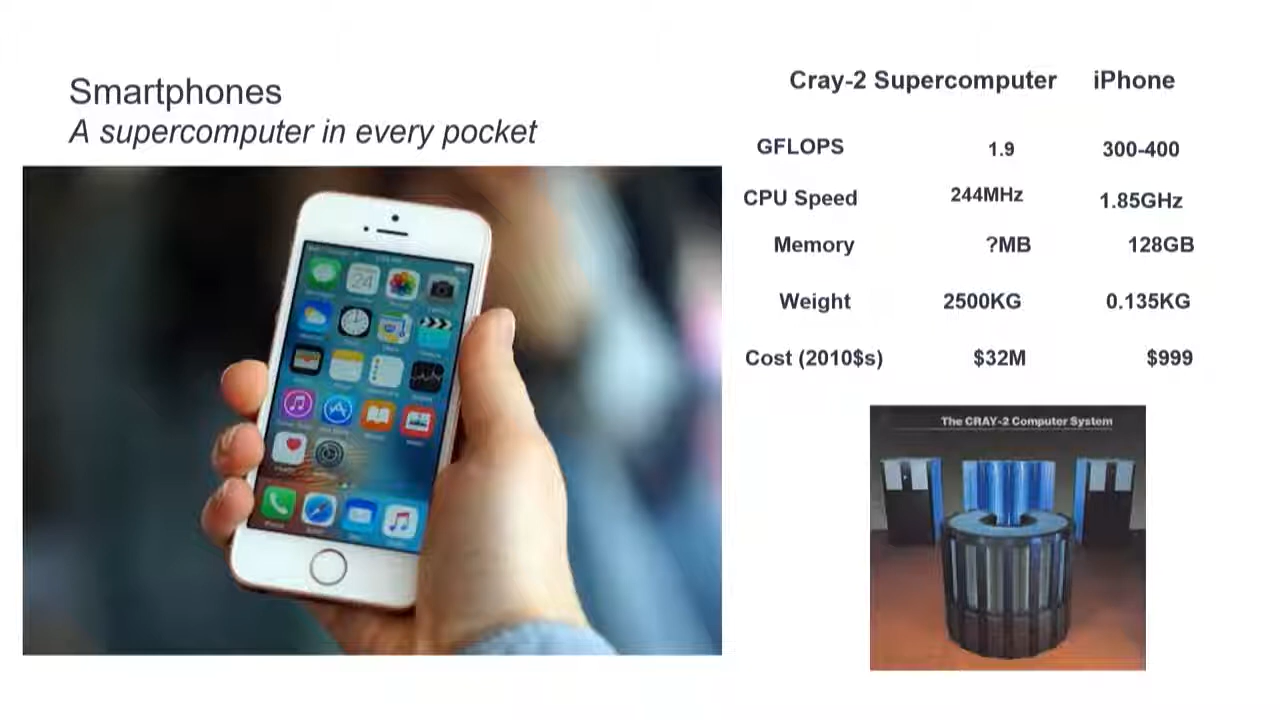 Smartphones
A supercomputer in every pocket
Cray-2 Supercomputer iPhone
GFLOPS 1.9 300-400
CPU Speed 244MHz 1.85GHz
Memory ?MB 128GB
Weight 2500KG 0.135KG
Cost (2010$s) $32M $999
24
The CRAY-2 Computer System